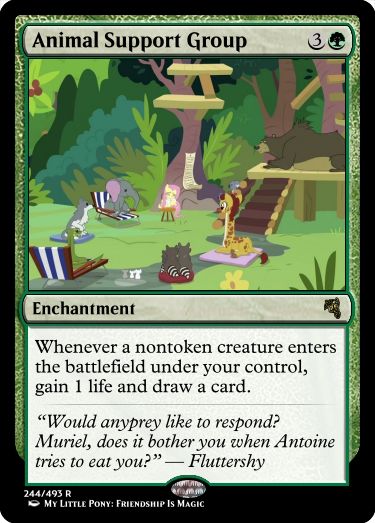 Animal Support Group 3
Enchantment
Whenever a nontoken creature enters
the battlefield under your control,
gain 1 life and draw a card.
“Would anyprey like to respond?
Muriel, does it bother you when Antoine
tries to eat you?” — Fluttershy
244/493 R
My Little Pony: Friendship Is Magic